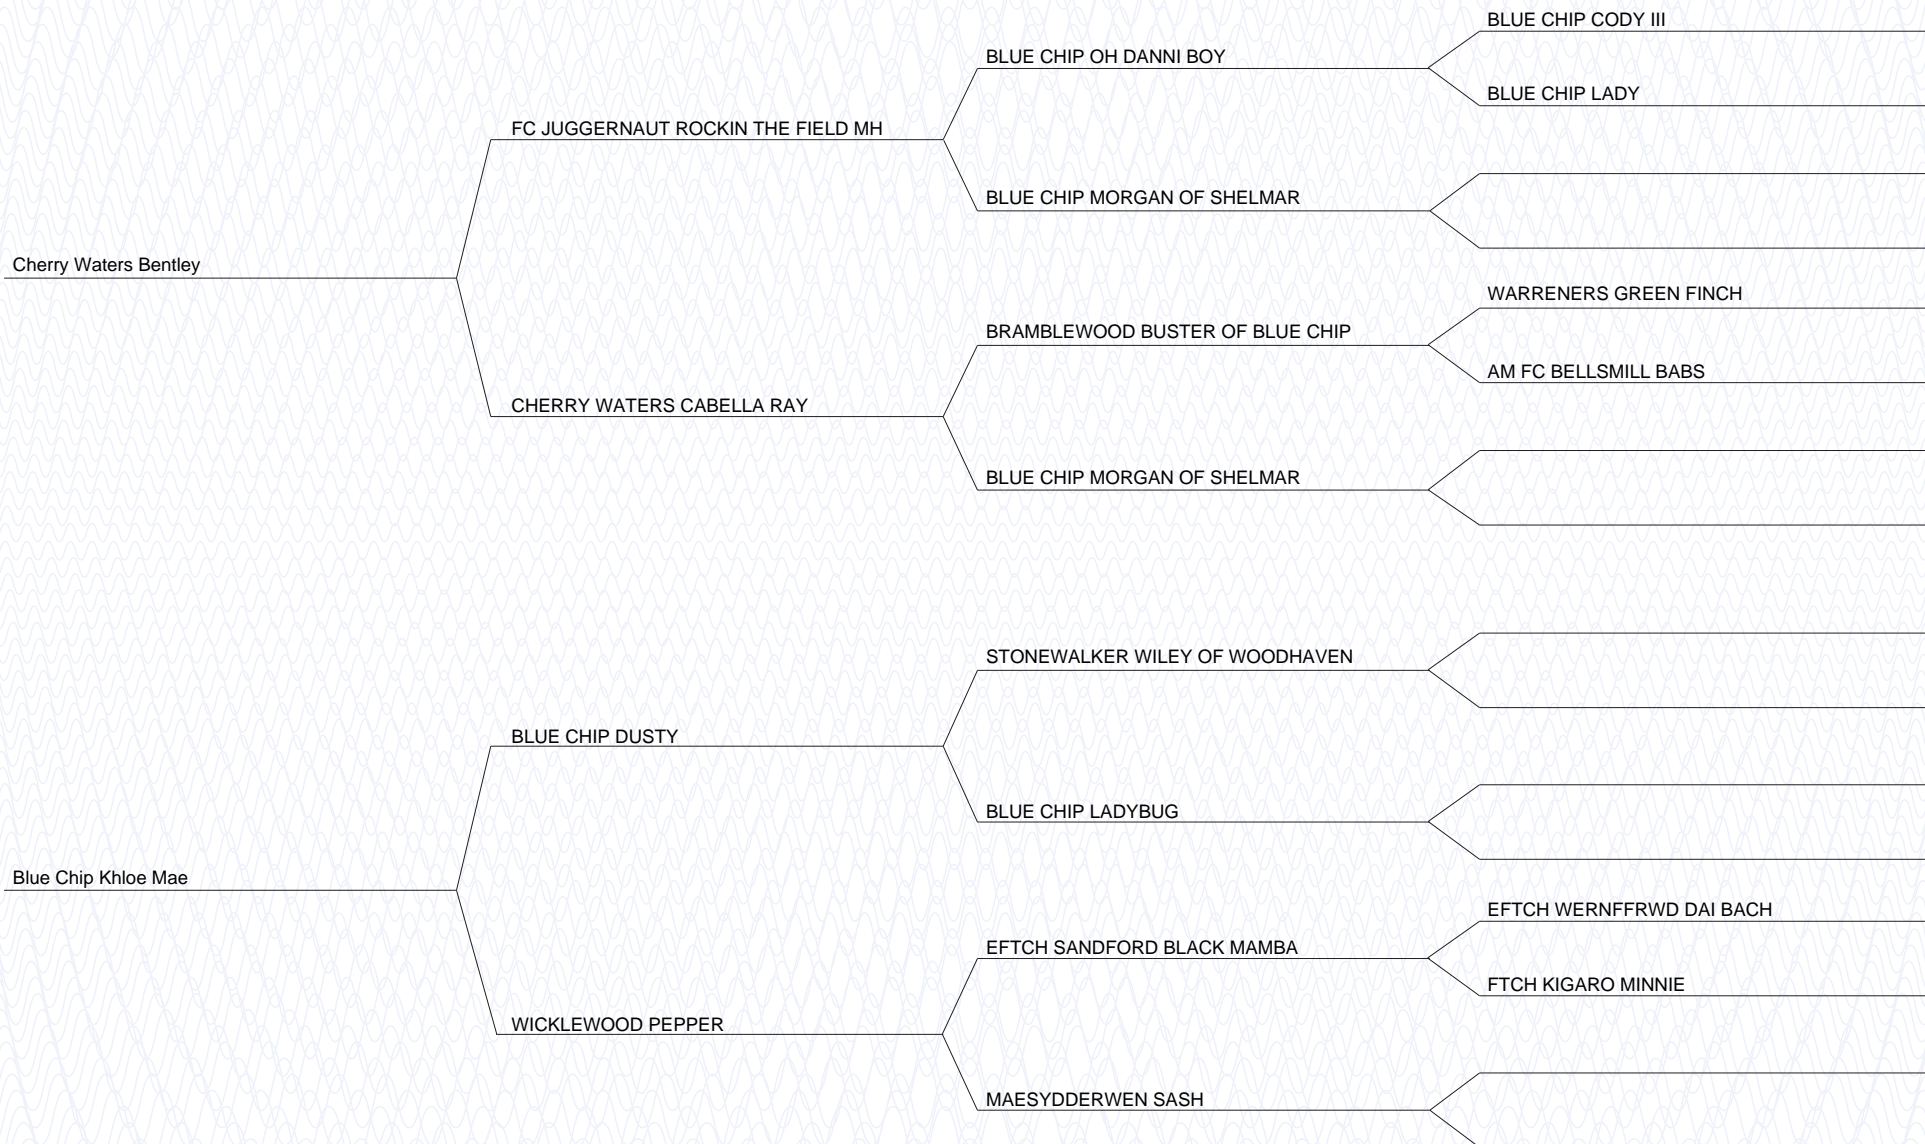 BLUE CHIP CODY III
BLUE CHIP OH DANNI BOY
BLUE CHIP LADY
FC JUGGERNAUT ROCKIN THE FIELD MH
BLUE CHIP MORGAN OF SHELMAR
Cherry Waters Bentley
WARRENERS GREEN FINCH
BRAMBLEWOOD BUSTER OF BLUE CHIP
AM FC BELLSMILL BABS
CHERRY WATERS CABELLA RAY
BLUE CHIP MORGAN OF SHELMAR
STONEWALKER WILEY OF WOODHAVEN
BLUE CHIP DUSTY
BLUE CHIP LADYBUG
Blue Chip Khloe Mae
EFTCH WERNFFRWD DAI BACH
EFTCH SANDFORD BLACK MAMBA
FTCH KIGARO MINNIE
WICKLEWOOD PEPPER
MAESYDDERWEN SASH